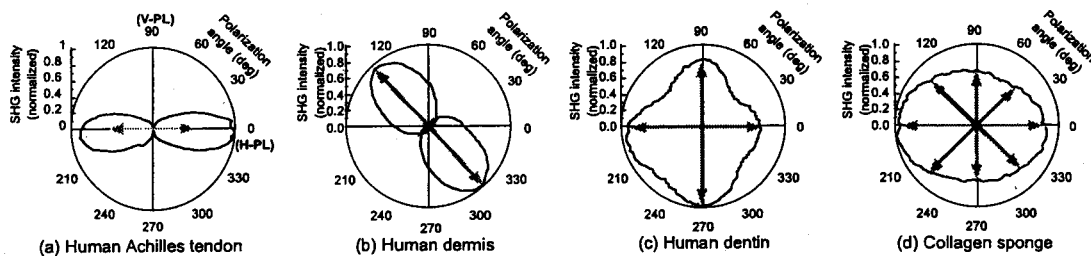 (V-PL)
90
120
60
30
0
(H-PL)
330
300
270
240
210
Polarization
angle (deg)
SHG intensity
(normalized)
1
0.8
0.6
0.4
0.2
0
(a) Human Achilles tendon
90
120
60
30
0
330
300
270
240
210
Polarization
angle (deg)
SHG intensity
(normalized)
1.0
0.8
0.6
0.4
0.2
0.0
(b) Human dermis
90
120
60
30
0
330
300
270
240
210
Polarization
angle (deg)
SHG intensity
(normalized)
1.0
0.8
0.6
0.4
0.2
0.0
(c) Human dentin
90
120
60
30
0
330
300
270
240
210
Polarization
angle (deg)
SHG intensity
(normalized)
1.0
0.8
0.6
0.4
0.2
0.0
(d) Collagen sponge